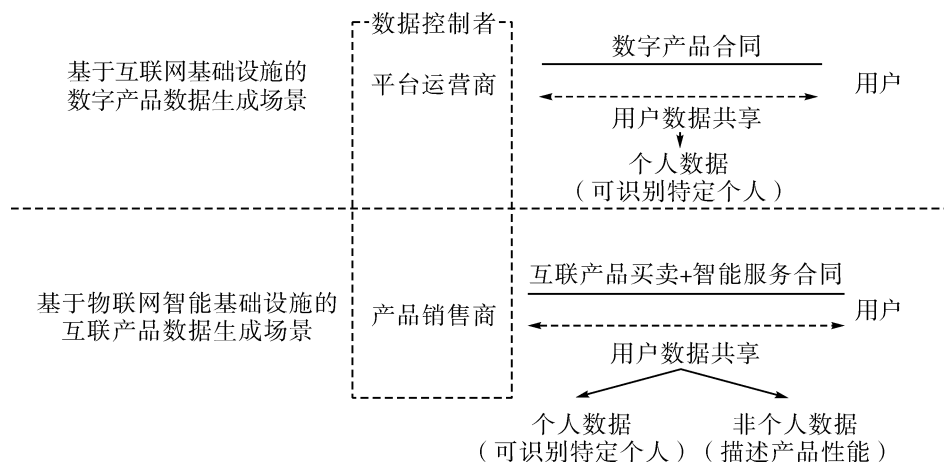 数据控制者
基于互联网基础设施的
数字产品数据生成场景
平台运营商
数字产品合同
用户
用户数据共享
个人数据
（可识别特定个人）
基于物联网智能基础设施的
互联产品数据生成场景
产品销售商
互联产品买卖+智能服务合同
用户
用户数据共享
个人数据
（可识别特定个人）
非个人数据
（描述产品性能）